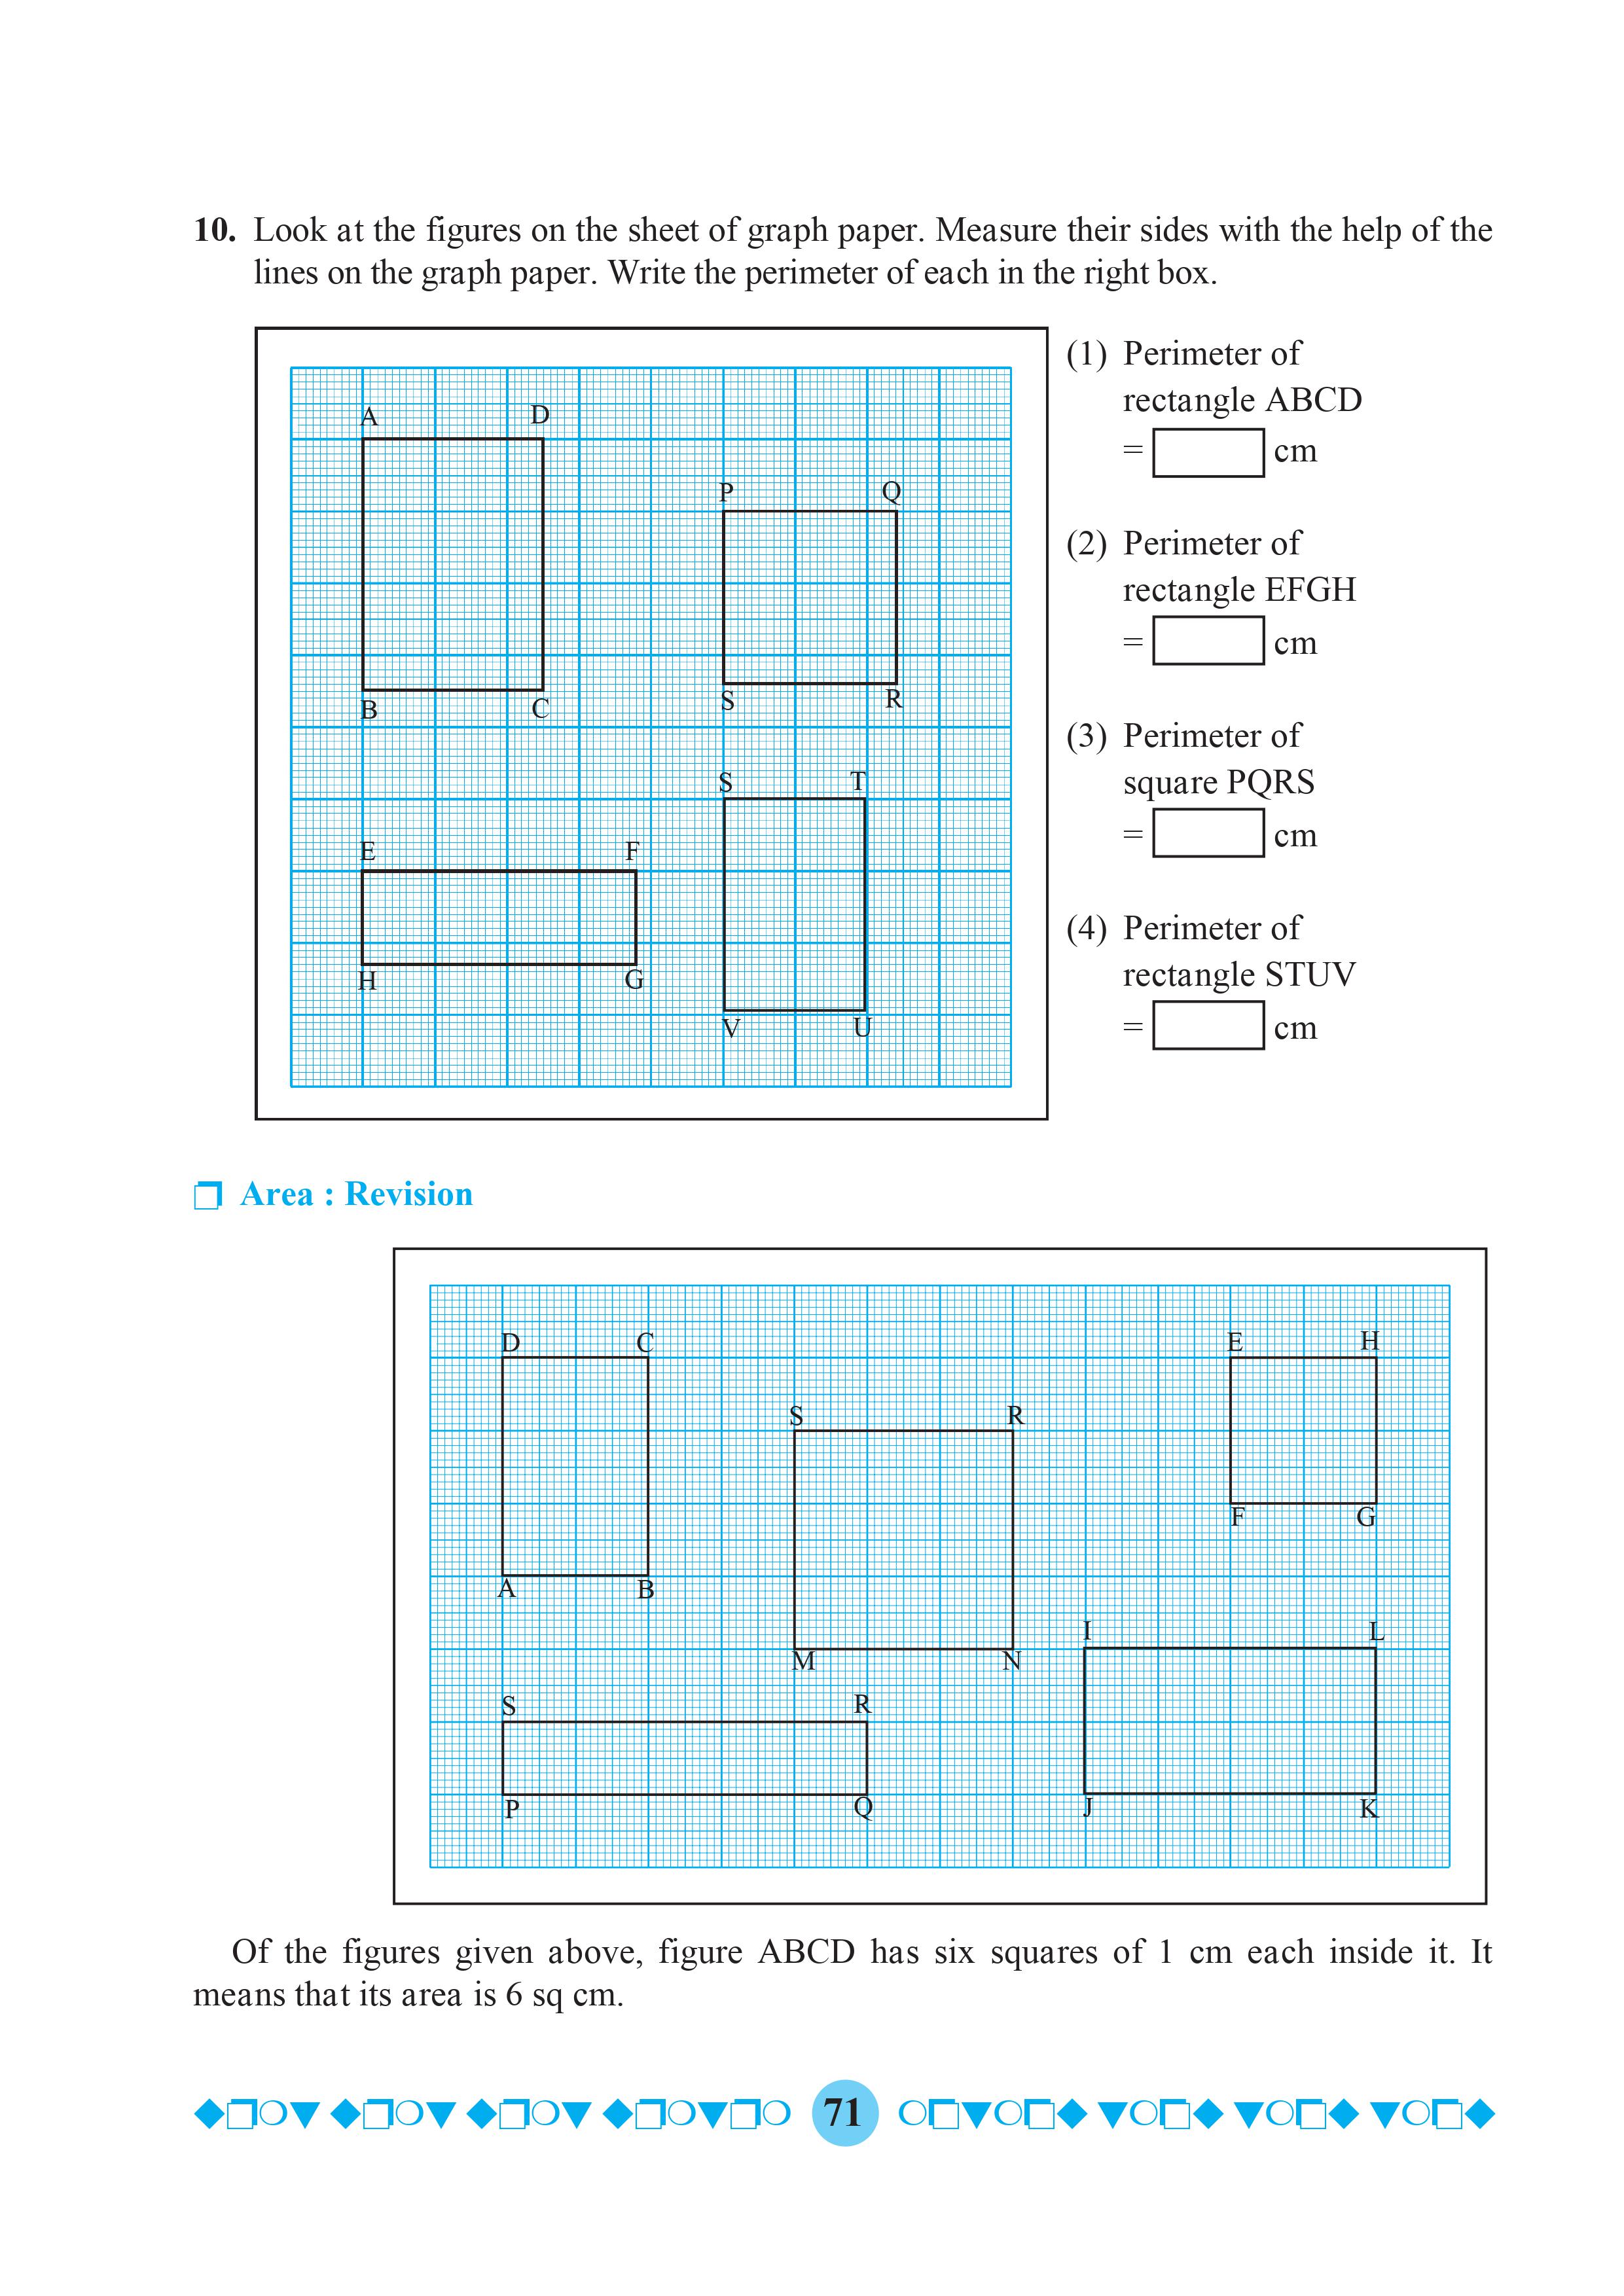 10. Look at the figures on the sheet of graph paper. Measure their sides with the help of the
lines on the graph paper. Write the perimeter of each in the right box.
A D
P Q
B C
S R
S T
E F
H G
V U
(1) Perimeter of
rectangle ABCD
= cm
(2) Perimeter of
rectangle EFGH
= cm
(3) Perimeter of
square PQRS
= cm
(4) Perimeter of
rectangle STUV
= cm
Area : Revision
D C E H
S R
F G
A B
I L
M N
S R
P Q J K
Of the figures given above, figure ABCD has six squares of 1 cm each inside it. It
means that its area is 6 sq cm.
71